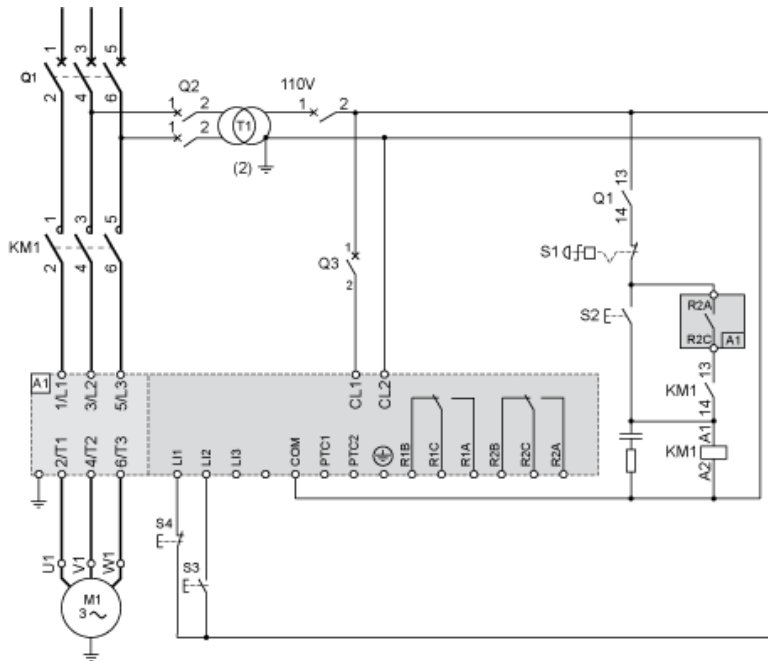 1 3 5
Q1
2 4 6
Q2
1 2
1 2
T1
(2)
110V
1 2
13
Q1
14
1 3 5
KM1
2 4 6
1
Q3
2
S1
S2
R2A
R2C
A1
13
KM1
14
A1
KM1
A2
A1
1/L1 3/L2 5/L3
CL1 CL2
2/T1 4/T2 6/T3
LI1 LI2 LI3 COM PTC1 PTC2 R1B R1C R1A R2B R2C R2A
S4
S3
U1 V1 W1
M1
3 ~